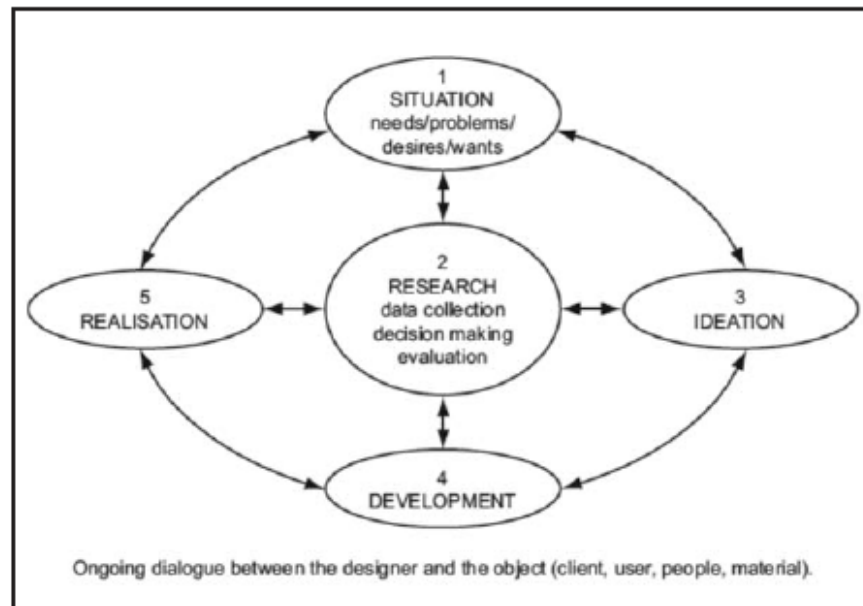 1
SITUATION
needs/problems/
desires/wants
2
RESEARCH
data collection
decision making
evaluation
5
REALISATION
3
IDEATION
4
DEVELOPMENT
Ongoing dialogue between the designer and the object (client, user, people, material).